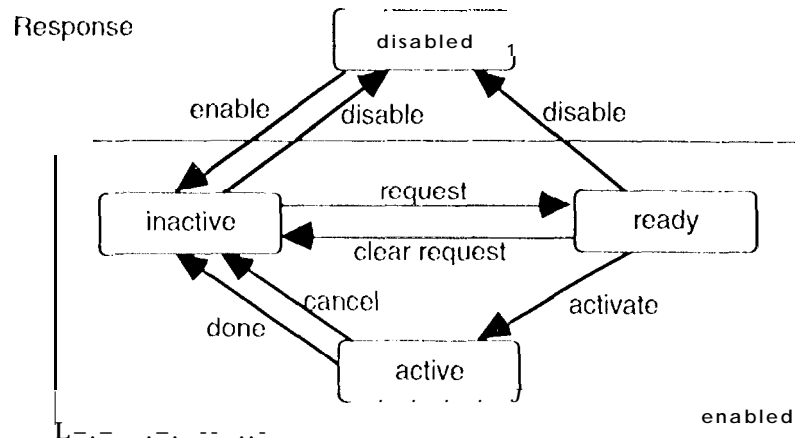 Response
disabled
enable
disable
disable
request
inactive
ready
clear request
cancel
activate
done
active
enabled